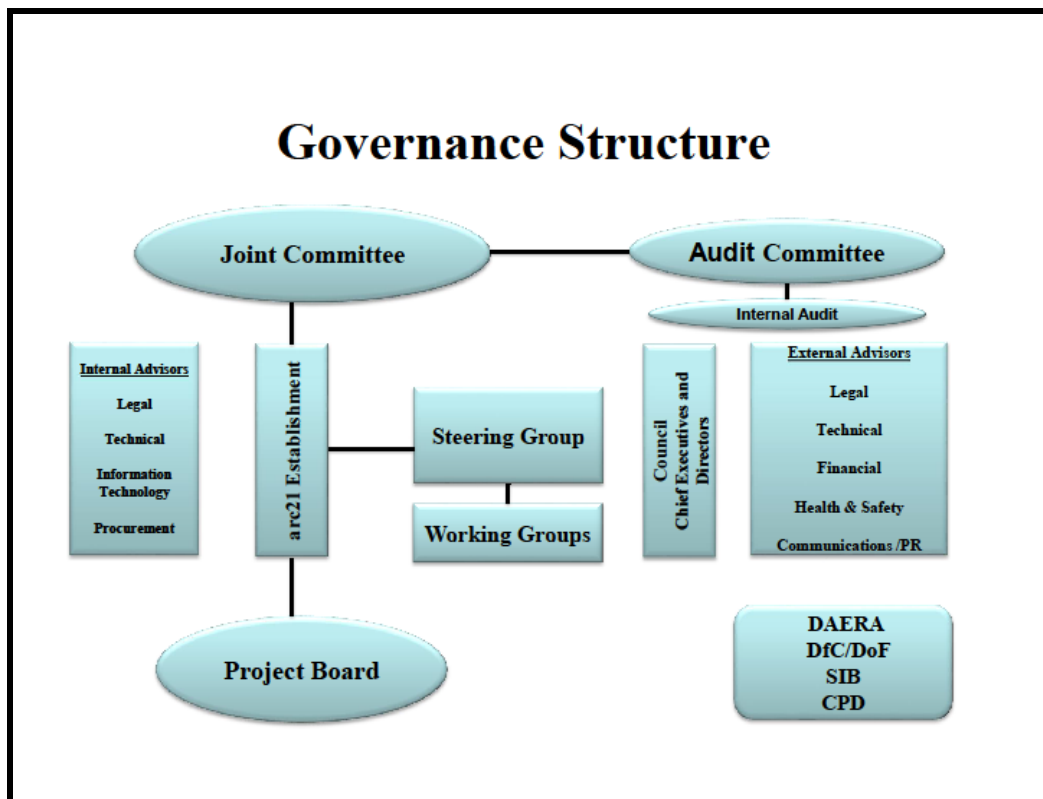 Governance Structure
Joint Committee
Audit Committee
Internal Audit
Internal Advisors
Legal
Technical
Information
Technology
Procurement
arc21 Establishment
Steering Group
Working Groups
Council
Chief Executives and
Directors
External Advisors
Legal
Technical
Financial
Health & Safety
Communications /PR
Project Board
DAERA
DfC/DoF
SIB
CPD